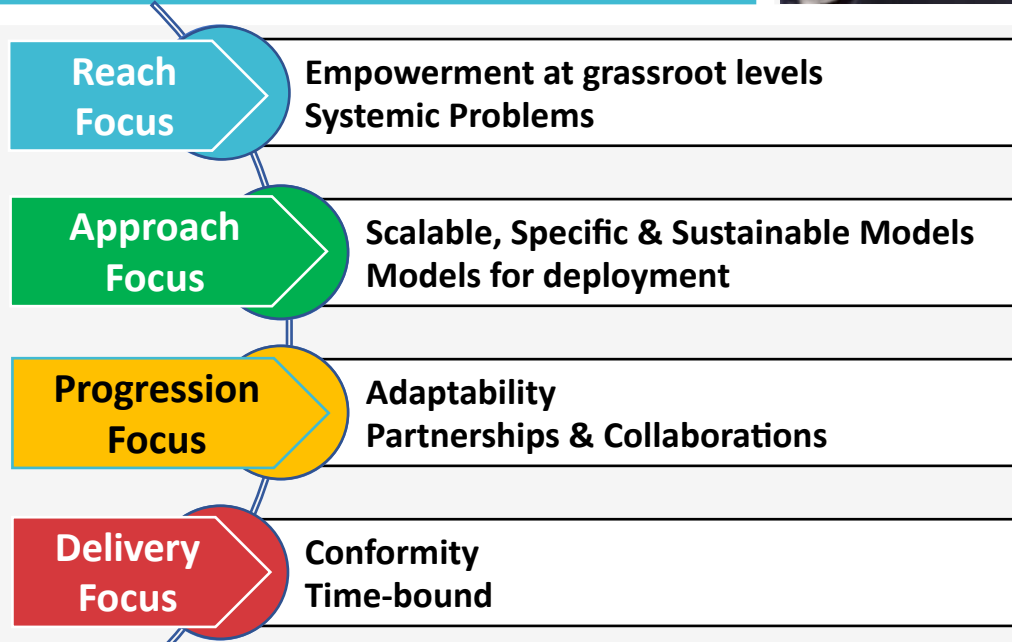 Reach
Focus
Empowerment at grassroot levels
Systemic Problems
Approach
Focus
Scalable, Specific & Sustainable Models
Models for deployment
Progression
Focus
Adaptability
Partnerships & Collaborations
Delivery
Focus
Conformity
Time-bound